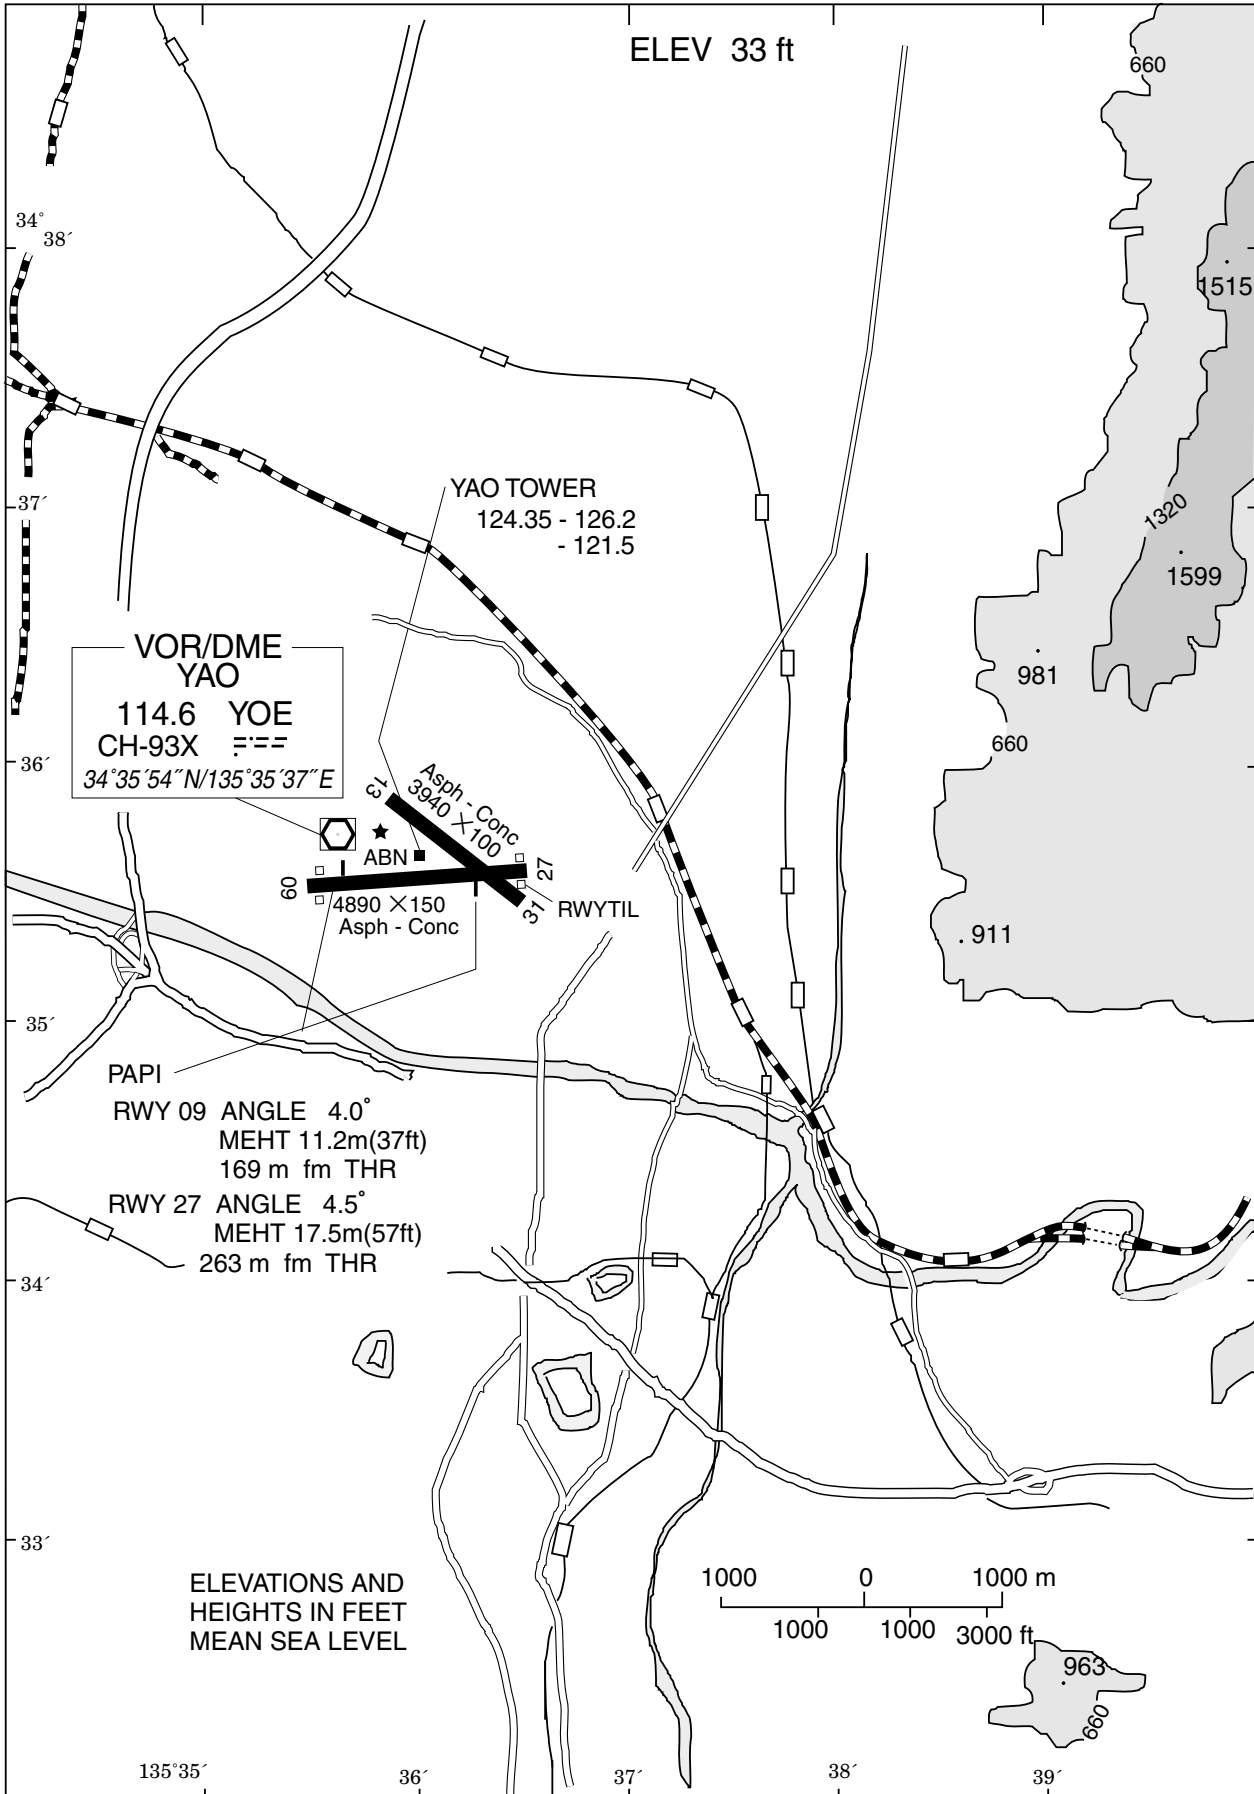 ELEV 33 ft
660
34° 38´
1515
37´
YAO TOWER
124.35 - 126.2
- 121.5
1320
1599
VOR/DME
YAO
114.6 YOE
CH-93X
34°35´54″N/135°35´37″E
981
660
36´
13
Asph - Conc
3940 ×100
ABN
27
09
4890 ×150
Asph - Conc
31
RWYTIL
911
35´
PAPI
RWY 09 ANGLE 4.0°
MEHT 11.2m(37ft)
169 m fm THR
RWY 27 ANGLE 4.5°
MEHT 17.5m(57ft)
263 m fm THR
34´
33´
ELEVATIONS AND
HEIGHTS IN FEET
MEAN SEA LEVEL
1000 0 1000 m
1000 1000 3000 ft
963
660
135°35´ 36´ 37´ 38´ 39´